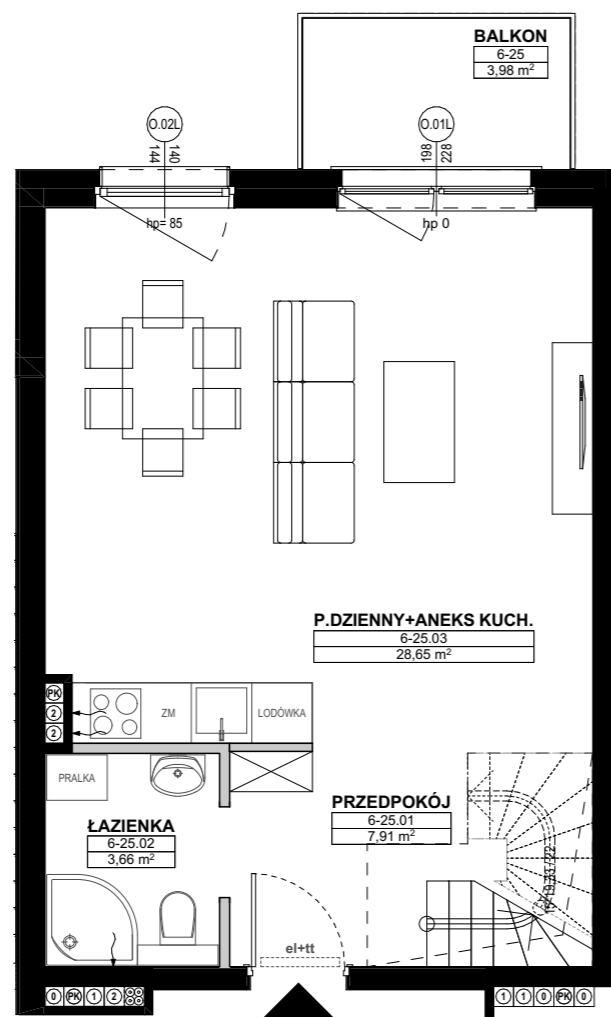 BALKON
6-25
3,98 m²
O.02L
O.01L
144
140
198
228
hp= 85
hp 0
P.DZIENNY+ANEKS KUCH.
6-25.03
28,65 m²
PK
2
2
ZM
LODÓWKA
PRALKA
ŁAZIENKA
6-25.02
3,66 m²
PRZEDPOKÓJ
6-25.01
7,91 m²
el+tt
0 PK 1 2
1 1 0 PK 0